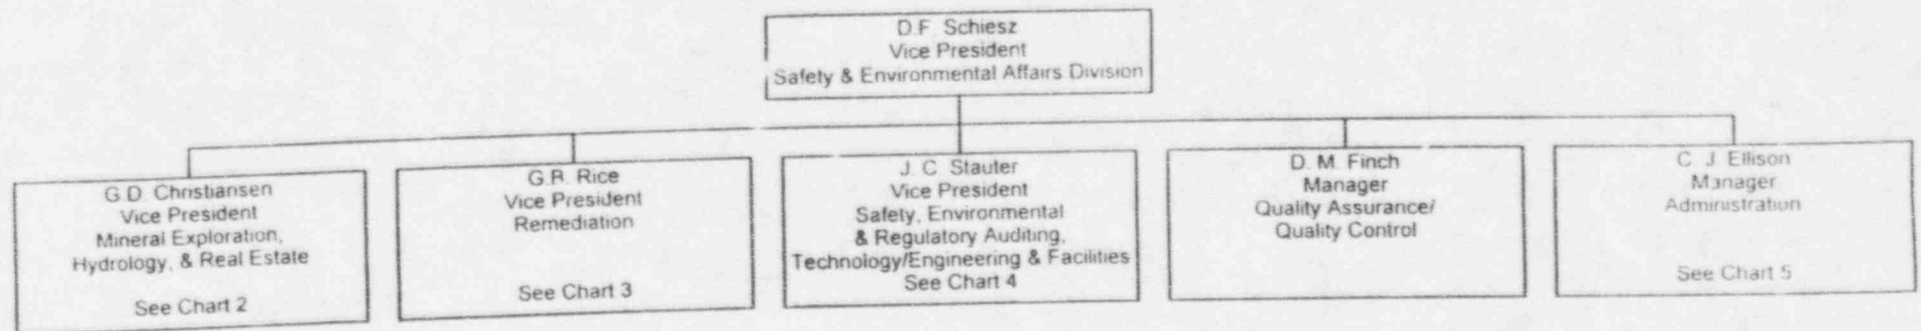 D.F. Schiesz
Vice President
Safety & Environmental Affairs Division
G.D. Christiansen
Vice President
Mineral Exploration,
Hydrology, & Real Estate
See Chart 2
G.B. Rice
Vice President
Remediation
See Chart 3
J. C. Stauter
Vice President
Safety, Environmental
& Regulatory Auditing,
Technology/Engineering & Facilities
See Chart 4
D. M. Finch
Manager
Quality Assurance/
Quality Control
C. J. Ellison
Manager
Administration
See Chart 5